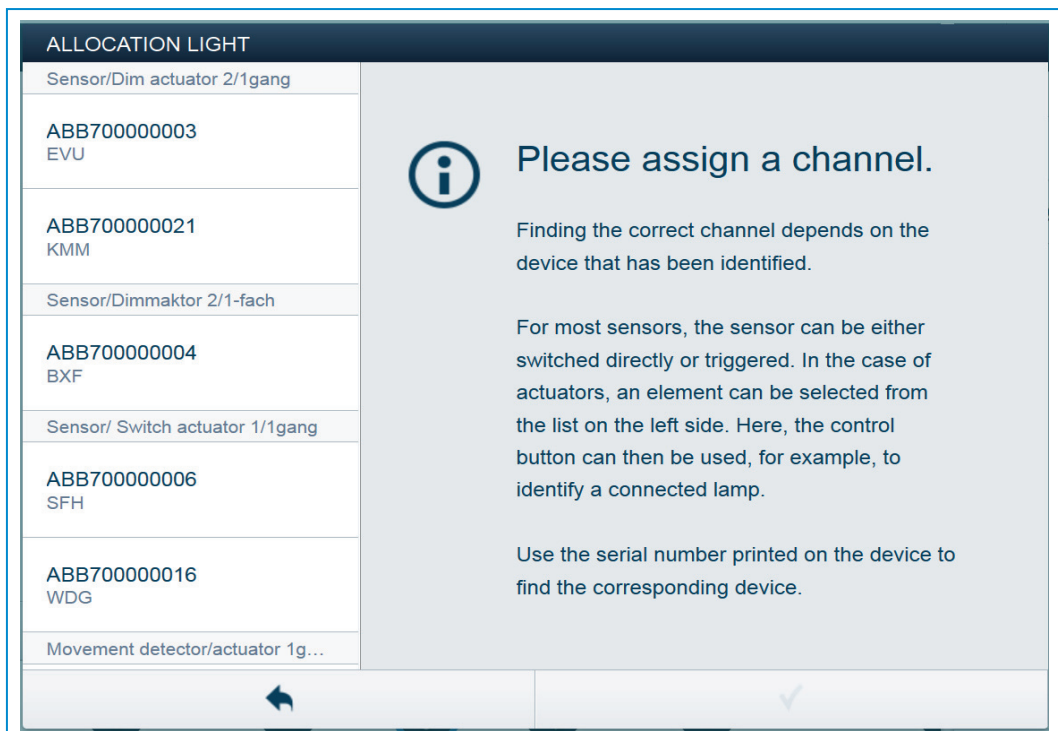 ALLOCATION LIGHT
Sensor/Dim actuator 2/1gang
ABB700000003
EVU
ABB700000021
KMM
Sensor/Dimmaktor 2/1-fach
ABB700000004
BXF
Sensor/ Switch actuator 1/1gang
ABB700000006
SFH
ABB700000016
WDG
Movement detector/actuator 1g...
Please assign a channel.
Finding the correct channel depends on the
device that has been identified.
For most sensors, the sensor can be either
switched directly or triggered. In the case of
actuators, an element can be selected from
the list on the left side. Here, the control
button can then be used, for example, to
identify a connected lamp.
Use the serial number printed on the device to
find the corresponding device.